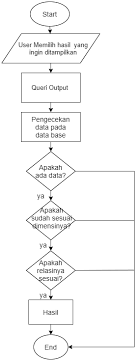 Start
User Memilih hasil yang
ingin ditampilkan
Queri Output
Pengecekan
data pada
data base
Apakah
ada data?
ya
Apakah
sudah sesuai
dimensinya?
ya
Apakah
relasinya
sesuai?
ya
Hasil
End